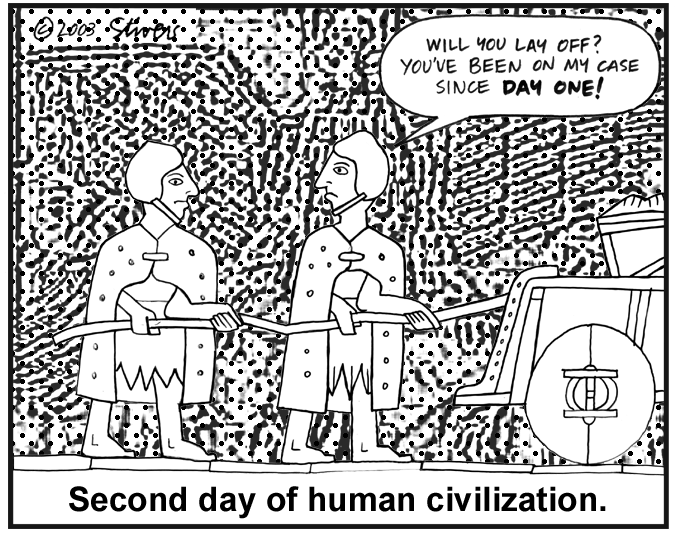 © 2003 Strobis
WILL YOU LAY OFF?
YOU'VE BEEN ON MY CASE
SINCE DAY ONE!
Second day of human civilization.